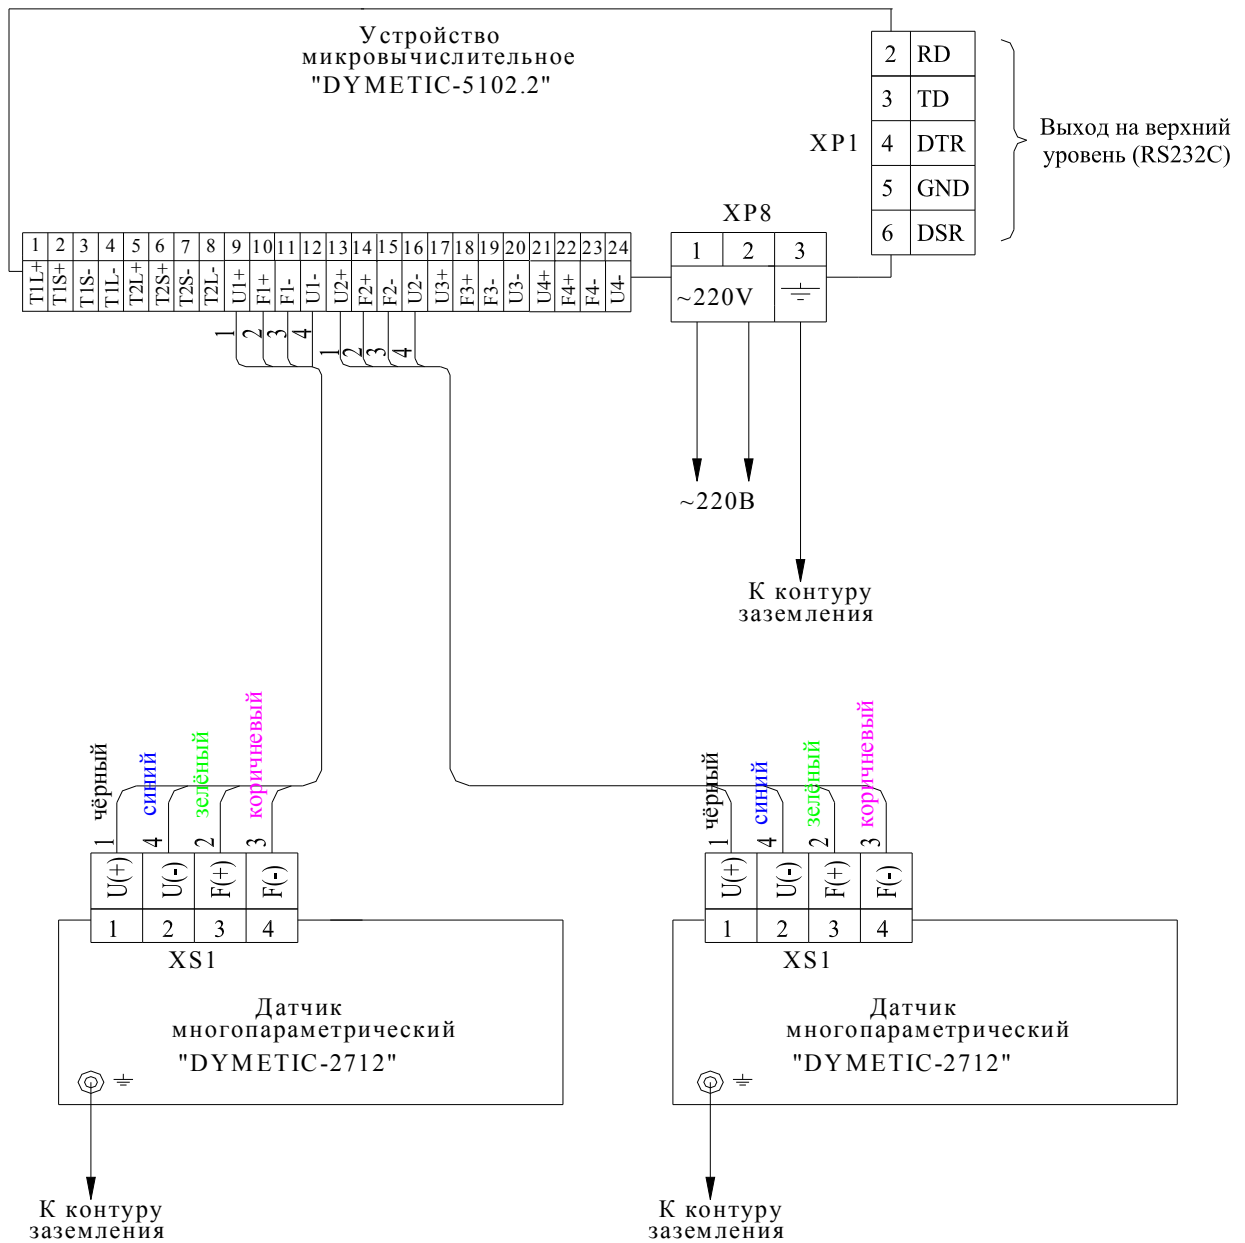 Устройство
микровычислительное
"DYMETIC-5102.2"
XP1
2 RD
3 TD
4 DTR
5 GND
6 DSR
Выход на верхний
уровень (RS232C)
1 2 3 4 5 6 7 8 9 10 11 12 13 14 15 16 17 18 19 20 21 22 23 24
T1L+ T1S+ T1S- T1L- T2L+ T2S+ T2S- T2L- U1+ F1+ F1- U1- U2+ F2+ F2- U2- U3+ F3+ F3- U3- U4+ F4+ F4- U4-
XP8
1 2 3
~220V
1 2 3 4
1 2 3 4
~220В
К контуру
заземления
чёрный синий зелёный коричневый
1 4 2 3
U(+) U(-) F(+) F(-)
1 2 3 4
XS1
Датчик
многопараметрический
"DYMETIC-2712"
К контуру
заземления
чёрный синий зелёный коричневый
1 4 2 3
U(+) U(-) F(+) F(-)
1 2 3 4
XS1
Датчик
многопараметрический
"DYMETIC-2712"
К контуру
заземления